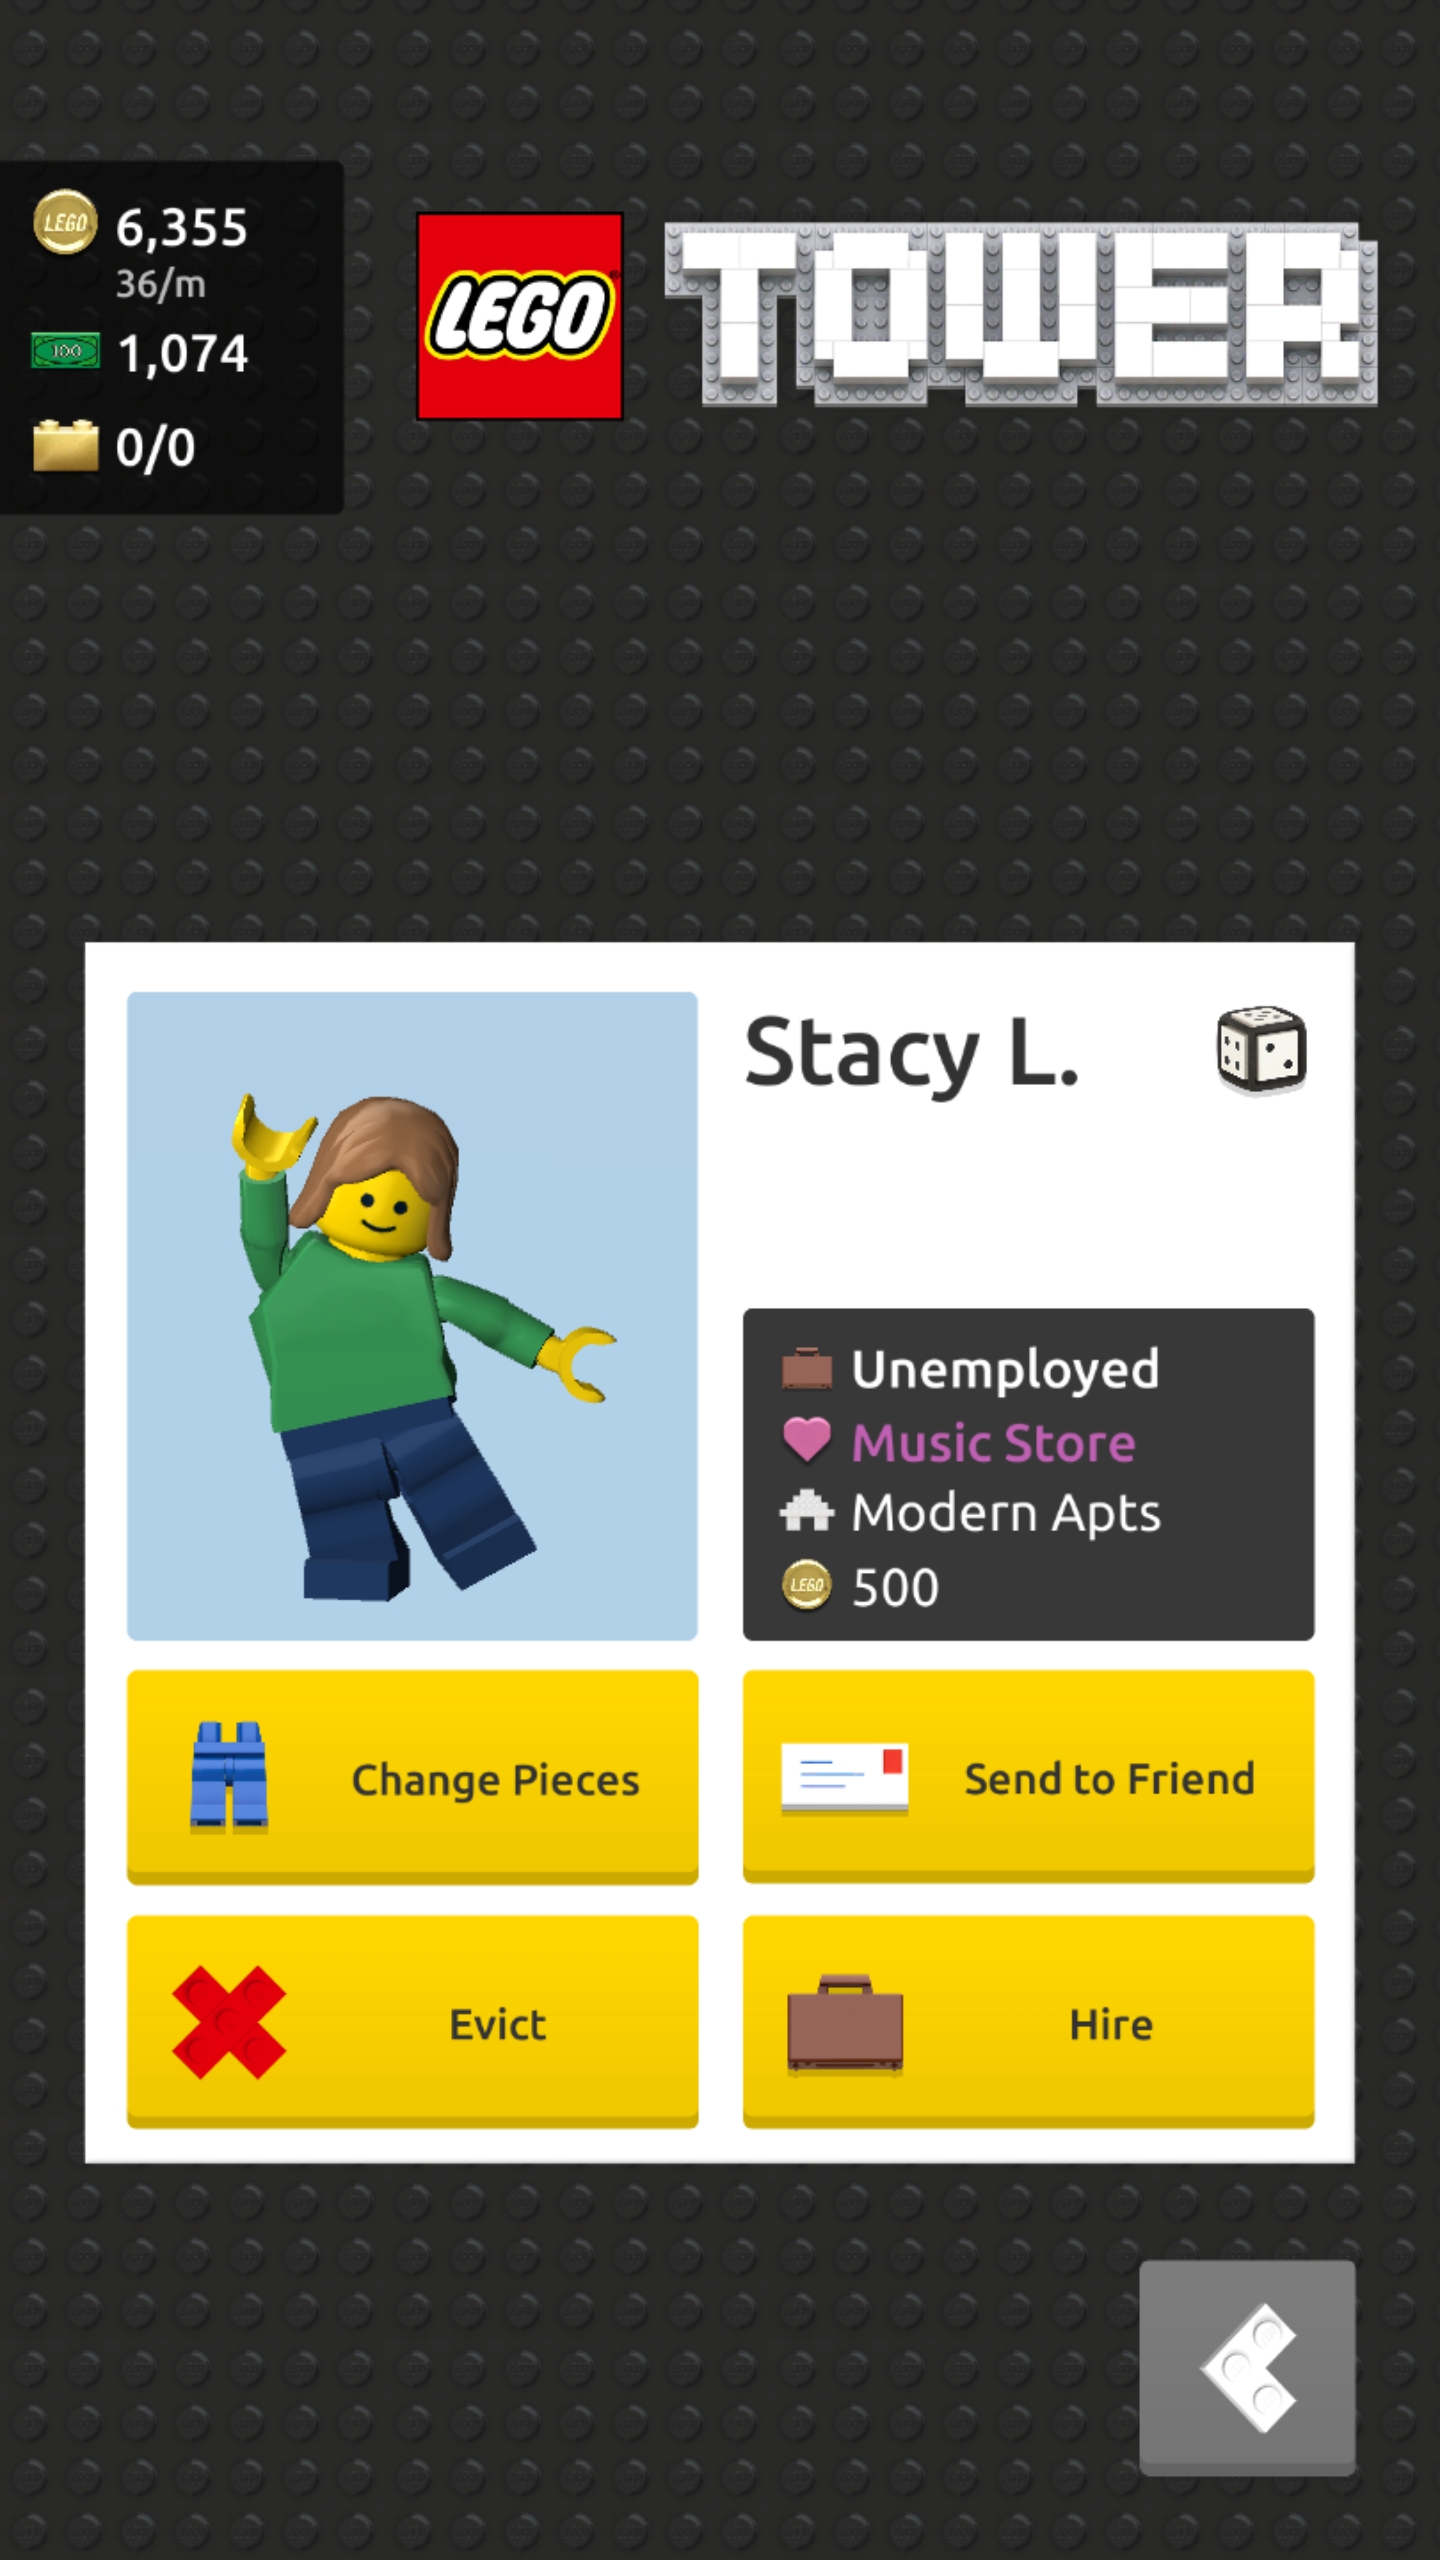 6,355
36/m
100
1,074
0/0
LEGO
LEGO
TOWER
Stacy L.
Unemployed
Music Store
Modern Apts
LEGO
500
Change Pieces
Send to Friend
Evict
Hire